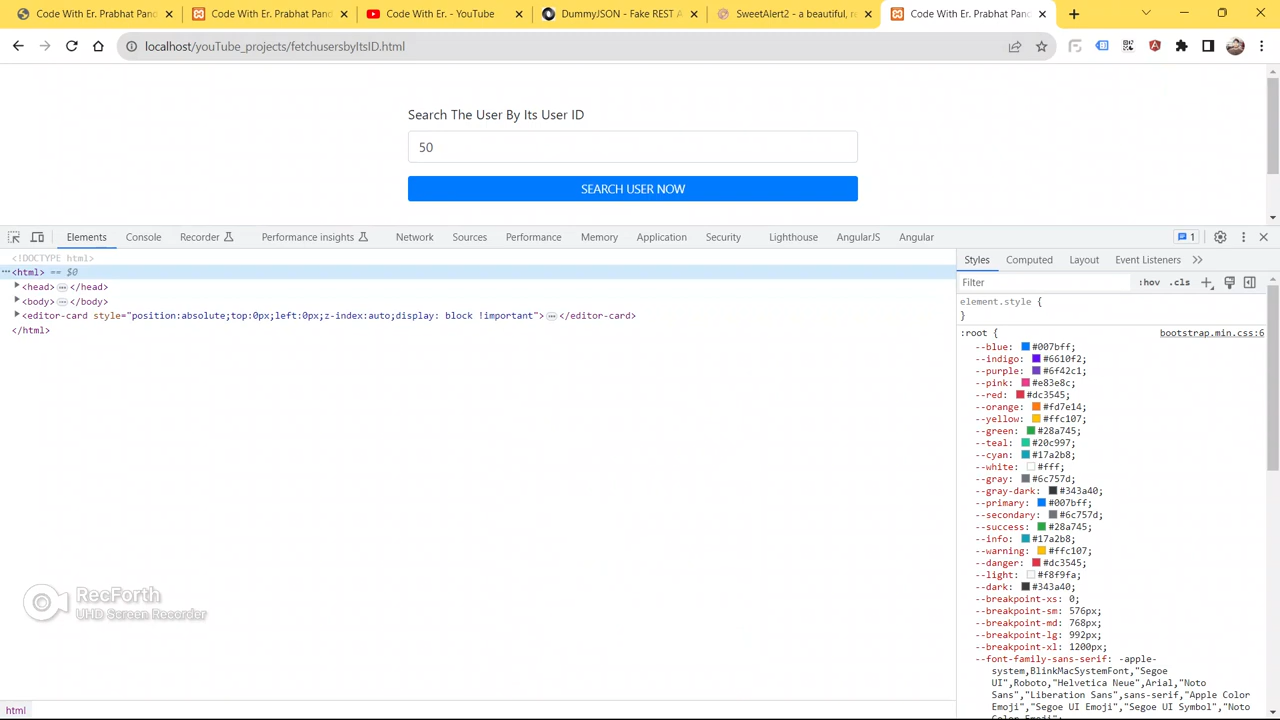 Code With Er. Prabhat Pand
Code With Er. Prabhat Pand
Code With Er. - YouTube
DummyJSON - Fake REST A
SweetAlert2 - a beautiful, re
Code With Er. Prabhat Panc
localhost/youTube_projects/fetchusersbyItsID.html
Search The User By Its User ID
50
SEARCH USER NOW
Elements Console Recorder Performance insights Network Sources Performance Memory Application Security Lighthouse AngularJS Angular 1
<!DOCTYPE html>
<html> == $0
<head> </head>
<body> </body>
<editor-card style="position:absolute;top:0px;left:0px;z-index:auto;display: block !important"> </editor-card>
</html>
RecForth
UHD Screen Recorder
html
Styles Computed Layout Event Listeners
Filter :hov .cls
element.style {
}
:root { bootstrap.min.css:6
--blue: #007bff;
--indigo: #6610f2;
--purple: #6f42c1;
--pink: #e83e8c;
--red: #dc3545;
--orange: #fd7e14;
--yellow: #ffc107;
--green: #28a745;
--teal: #20c997;
--cyan: #17a2b8;
--white: #fff;
--gray: #6c757d;
--gray-dark: #343a40;
--primary: #007bff;
--secondary: #6c757d;
--success: #28a745;
--info: #17a2b8;
--warning: #ffc107;
--danger: #dc3545;
--light: #f8f9fa;
--dark: #343a40;
--breakpoint-xs: 0;
--breakpoint-sm: 576px;
--breakpoint-md: 768px;
--breakpoint-lg: 992px;
--breakpoint-xl: 1200px;
--font-family-sans-serif: -apple-
system,BlinkMacSystemFont,"Segoe
UI",Roboto,"Helvetica Neue",Arial,"Noto
Sans","Liberation Sans",sans-serif,"Apple Color
Emoji","Segoe UI Emoji","Segoe UI Symbol","Noto
Color Emoji";